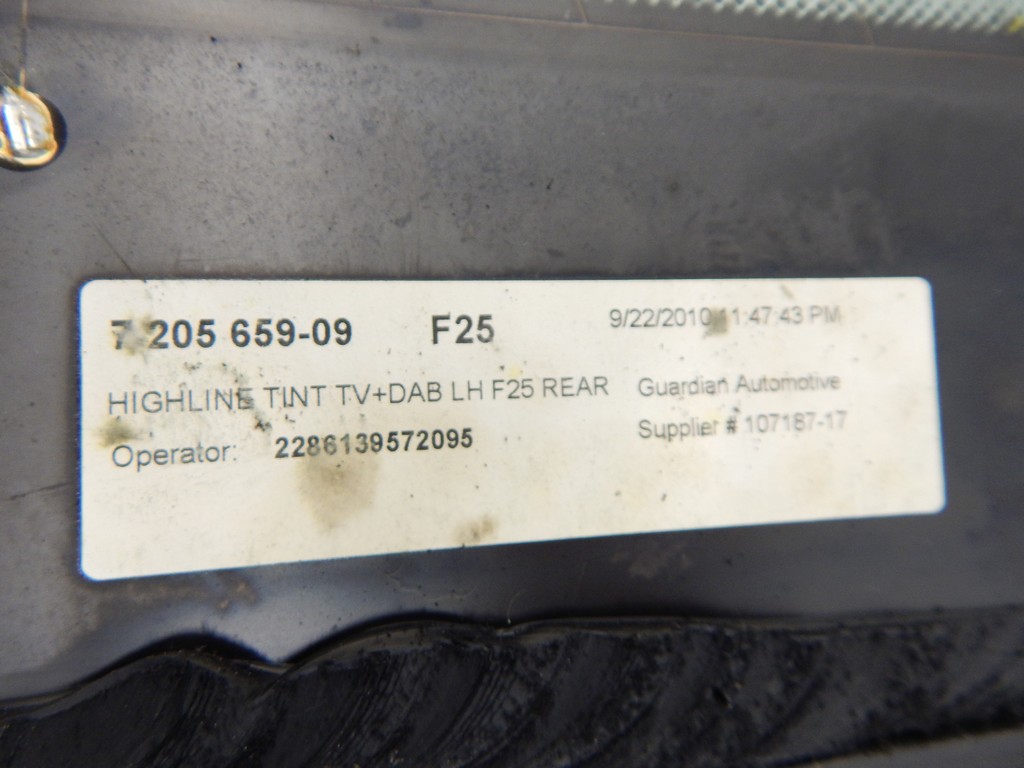 7 205 659-09 F25 9/22/2010 11:47:43 PM
HIGHLINE TINT TV+DAB LH F25 REAR Guardian Automotive
Operator: 2286139572095 Supplier # 107187-17